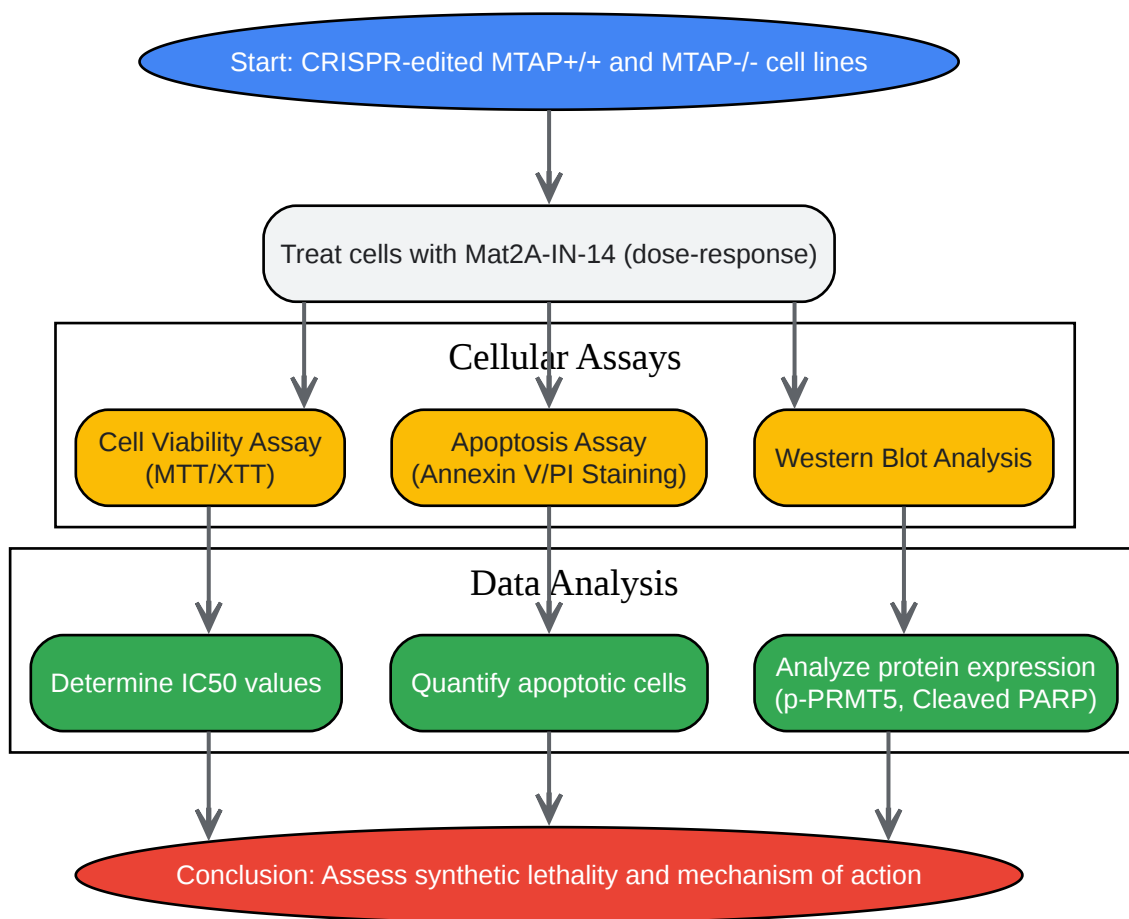 Start: CRISPR-edited MTAP+/+ and MTAP-/- cell lines
Treat cells with Mat2A-IN-14 (dose-response)
Cellular Assays
Cell Viability Assay
(MTT/XTT)
Apoptosis Assay
(Annexin V/PI Staining)
Western Blot Analysis
Data Analysis
Determine IC50 values
Quantify apoptotic cells
Analyze protein expression
(p-PRMT5, Cleaved PARP)
Conclusion: Assess synthetic lethality and mechanism of action